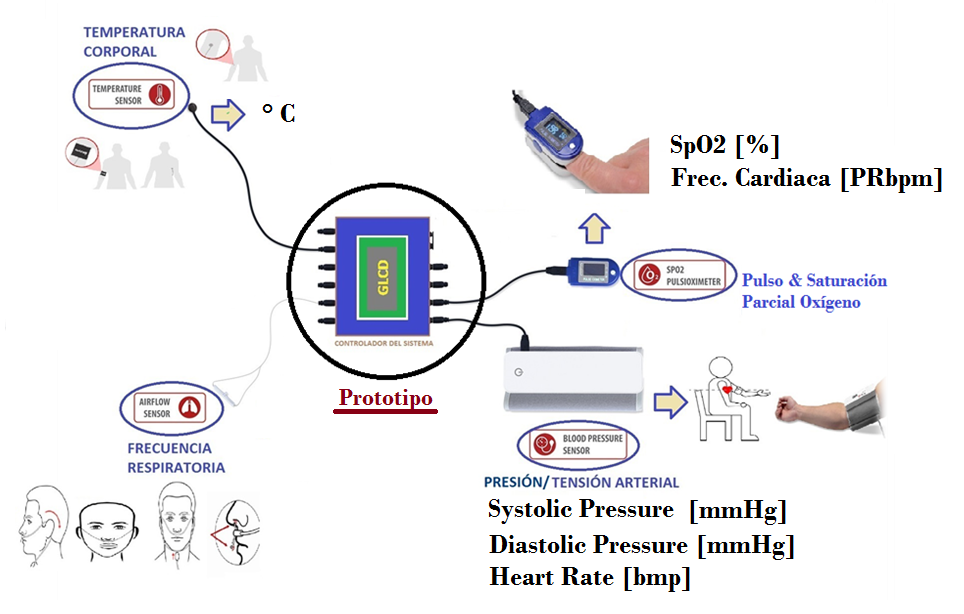 TEMPERATURA
CORPORAL
TEMPERATURE
SENSOR
° C
SpO2 [%]
Frec. Cardiaca [PRbpm]
GLCD
CONTROLADOR DEL SISTEMA
Prototipo
SPO2
PULSIOXIMETER
Pulso & Saturación
Parcial Oxígeno
AIRFLOW
SENSOR
FRECUENCIA
RESPIRATORIA
BLOOD PRESSURE
SENSOR
PRESIÓN/ TENSIÓN ARTERIAL
Systolic Pressure [mmHg]
Diastolic Pressure [mmHg]
Heart Rate [bmp]